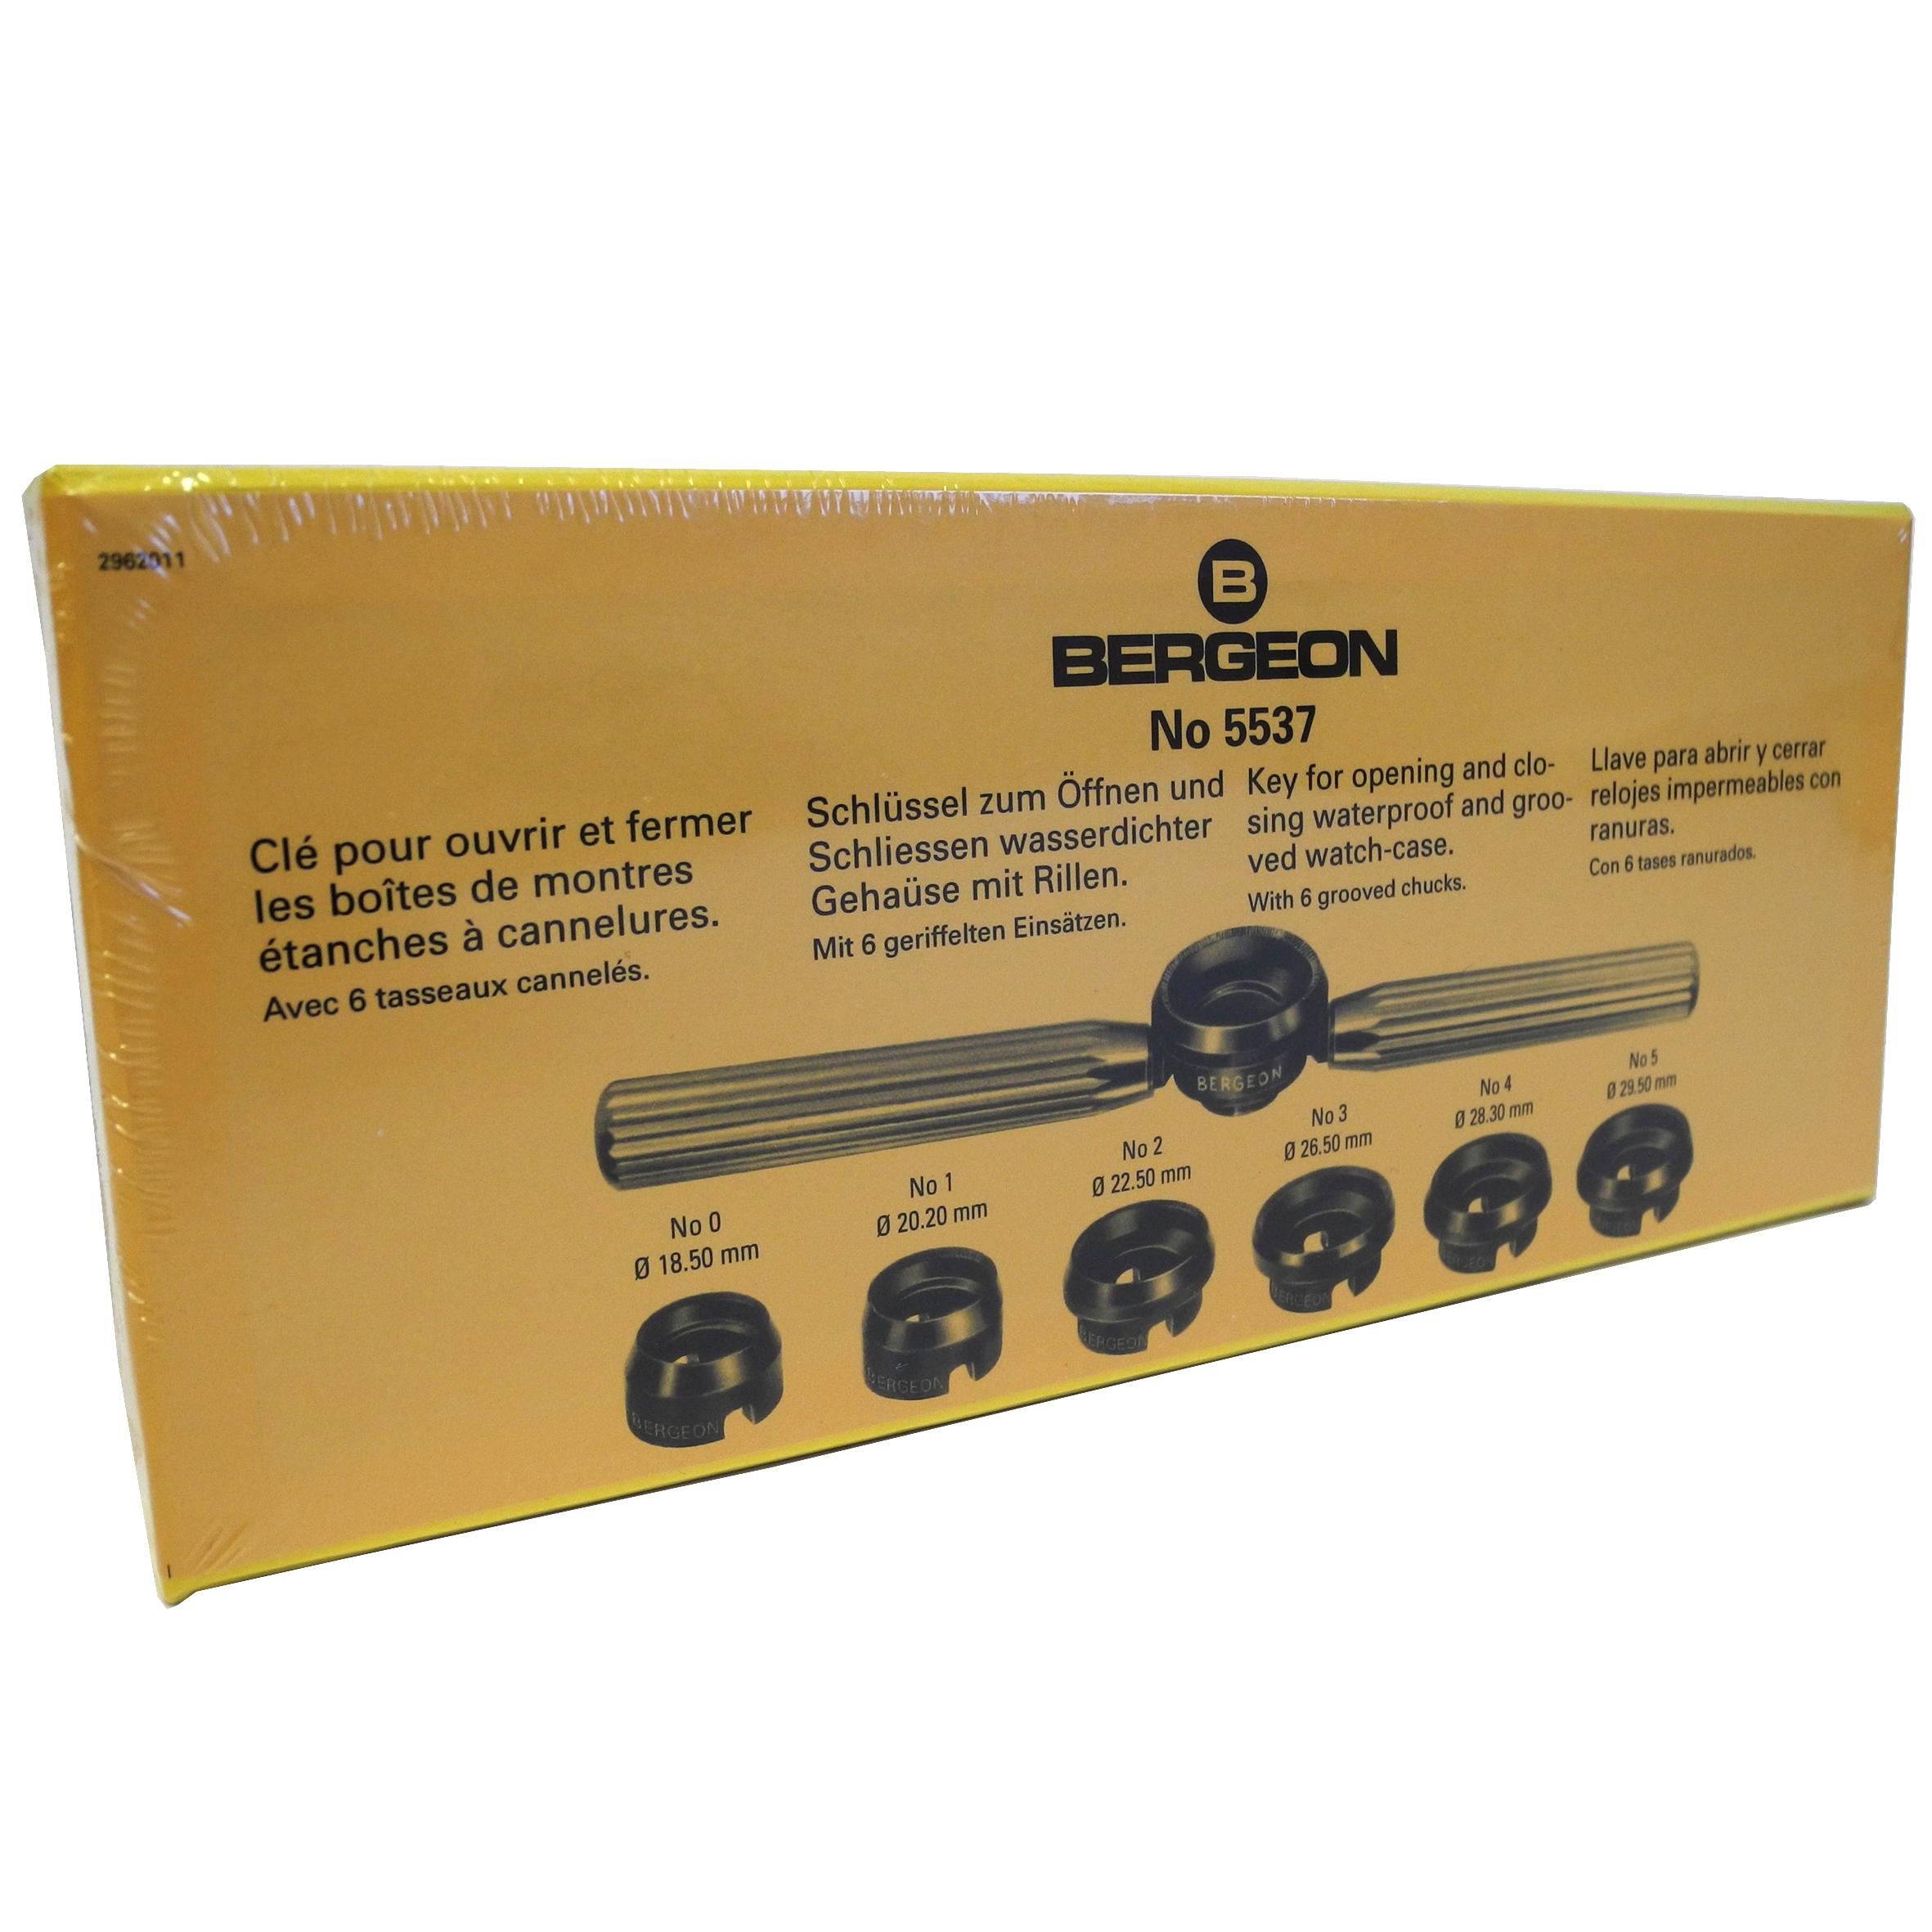 2962011
B
BERGEON
No 5537
Clé pour ouvrir et fermer
les boîtes de montres
étanches à cannelures.
Avec 6 tasseaux cannelés.
Schlüssel zum Öffnen und
Schliessen wasserdichter
Gehaüse mit Rillen.
Mit 6 geriffelten Einsätzen.
Key for opening and clo-
sing waterproof and groo-
ved watch-case.
With 6 grooved chucks.
Llave para abrir y cerrar
relojes impermeables con
ranuras.
Con 6 tases ranurados.
BERGEON
No 0
Ø 18.50 mm
No 1
Ø 20.20 mm
No 2
Ø 22.50 mm
No 3
Ø 26.50 mm
No 4
Ø 28.30 mm
No 5
Ø 29.50 mm
BERGEON
BERGEON
BERGEON
BERGEON
BERGEON